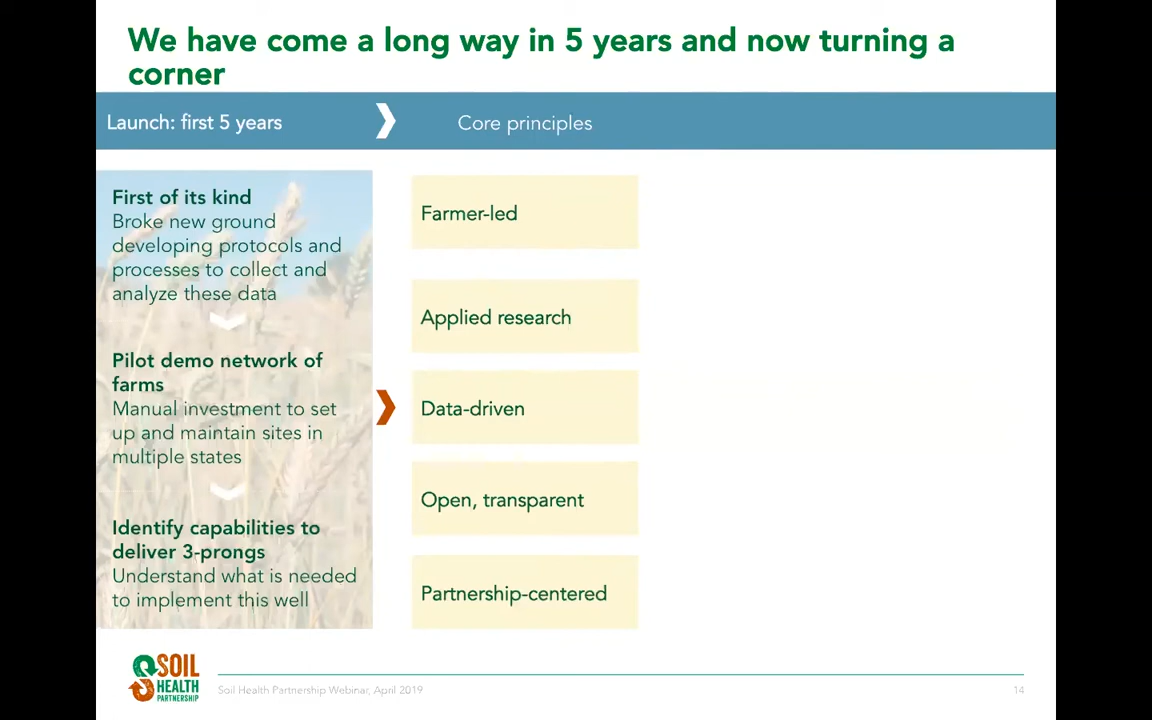 We have come a long way in 5 years and now turning a
corner
Launch: first 5 years
Core principles
First of its kind
Broke new ground
developing protocols and
processes to collect and
analyze these data
Pilot demo network of
farms
Manual investment to set
up and maintain sites in
multiple states
Identify capabilities to
deliver 3-prongs
Understand what is needed
to implement this well
Farmer-led
Applied research
Data-driven
Open, transparent
Partnership-centered
SOIL
HEALTH
PARTNERSHIP
Soil Health Partnership Webinar, April 2019
14